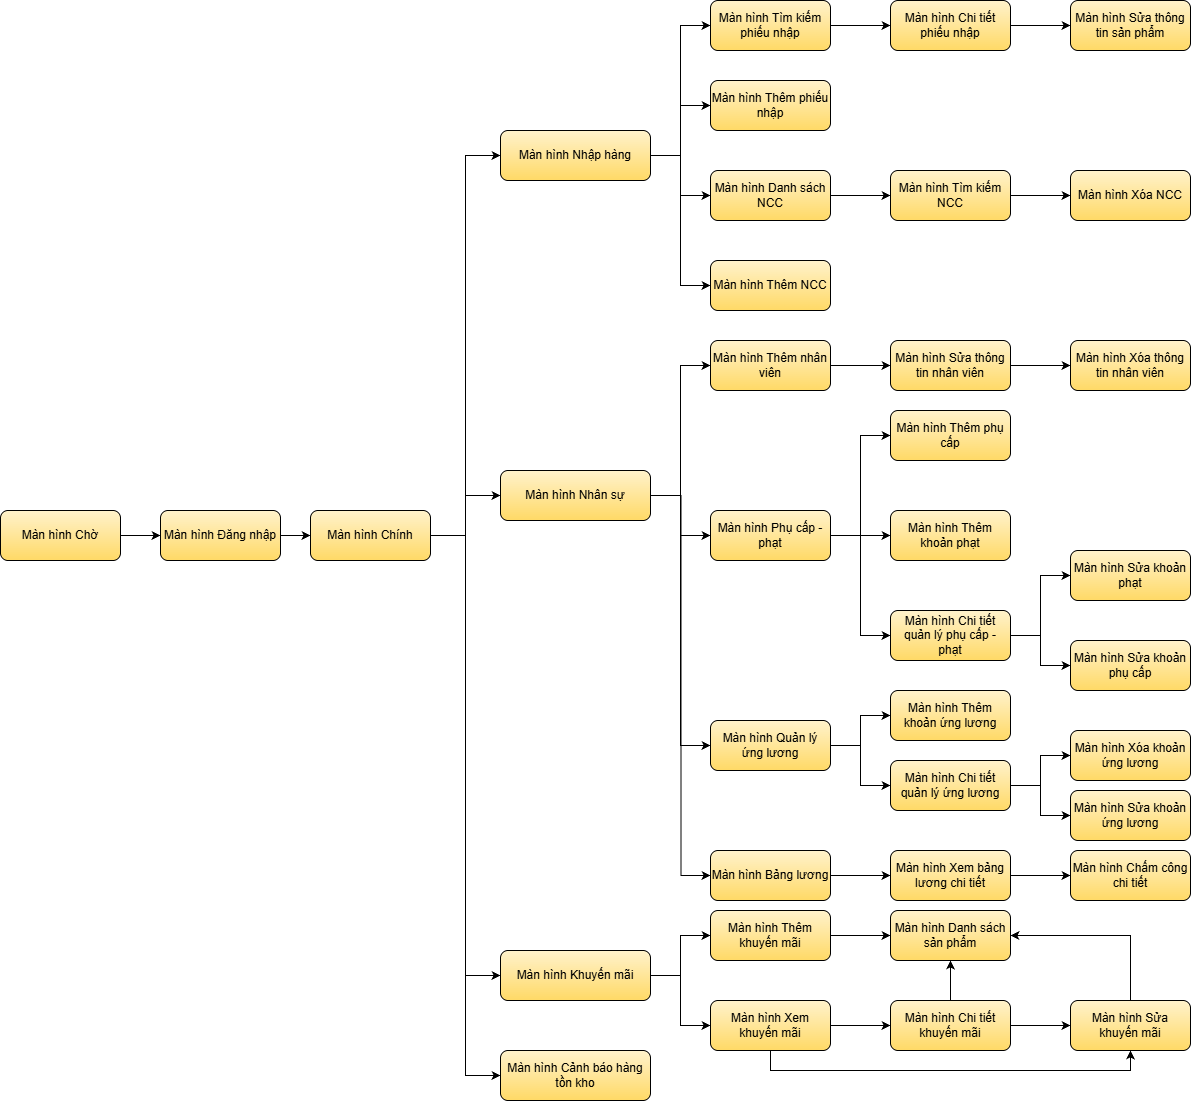 Màn hình Tìm kiếm
phiếu nhập
Màn hình Chi tiết
phiếu nhập
Màn hình Sửa thông
tin sản phẩm
Màn hình Thêm phiếu
nhập
Màn hình Nhập hàng
Màn hình Danh sách
NCC
Màn hình Tìm kiếm
NCC
Màn hình Xóa NCC
Màn hình Thêm NCC
Màn hình Thêm nhân
viên
Màn hình Sửa thông
tin nhân viên
Màn hình Xóa thông
tin nhân viên
Màn hình Thêm phụ
cấp
Màn hình Nhân sự
Màn hình Chờ
Màn hình Đăng nhập
Màn hình Chính
Màn hình Phụ cấp -
phạt
Màn hình Thêm
khoản phạt
Màn hình Sửa khoản
phạt
Màn hình Chi tiết
quản lý phụ cấp -
phạt
Màn hình Sửa khoản
phụ cấp
Màn hình Thêm
khoản ứng lương
Màn hình Quản lý
ứng lương
Màn hình Xóa khoản
ứng lương
Màn hình Chi tiết
quản lý ứng lương
Màn hình Sửa khoản
ứng lương
Màn hình Bảng lương
Màn hình Xem bảng
lương chi tiết
Màn hình Chấm công
chi tiết
Màn hình Thêm
khuyến mãi
Màn hình Danh sách
sản phẩm
Màn hình Khuyến mãi
Màn hình Xem
khuyến mãi
Màn hình Chi tiết
khuyến mãi
Màn hình Sửa
khuyến mãi
Màn hình Cảnh báo hàng
tồn kho